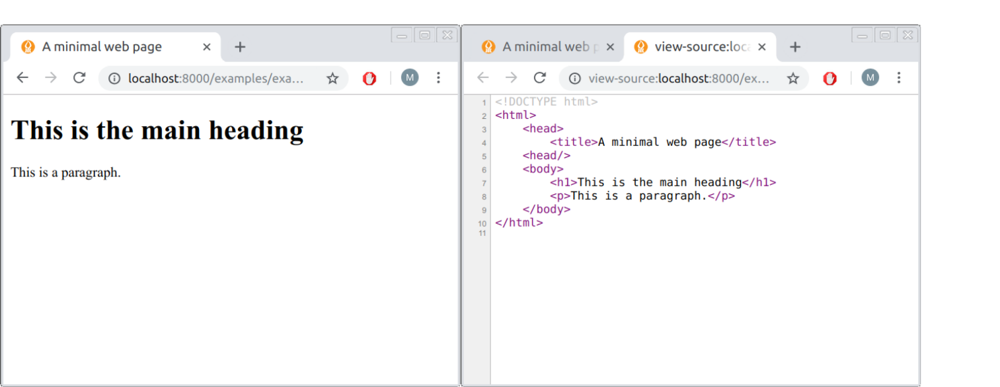 A minimal web page
localhost:8000/examples/exa...
M
This is the main heading
This is a paragraph.
A minimal web p
view-source:loca
view-source:localhost:8000/ex...
M
1 <!DOCTYPE html>
2 <html>
3     <head>
4         <title>A minimal web page</title>
5     <head/>
6     <body>
7         <h1>This is the main heading</h1>
8         <p>This is a paragraph.</p>
9     </body>
10 </html>
11